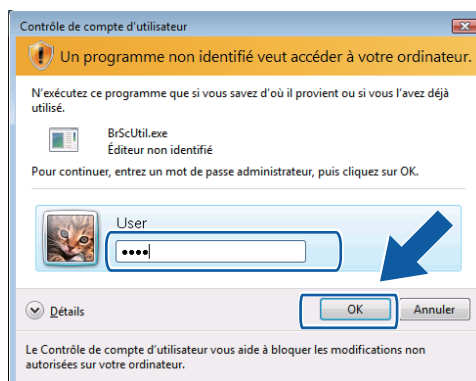 Contrôle de compte d'utilisateur
Un programme non identifié veut accéder à votre ordinateur.
N'exécutez ce programme que si vous savez d'où il provient ou si vous l'avez déjà
utilisé.
BrScUtil.exe
Éditeur non identifié
Pour continuer, entrez un mot de passe administrateur, puis cliquez sur OK.
User
••••
Détails
OK
Annuler
Le Contrôle de compte d'utilisateur vous aide à bloquer les modifications non
autorisées sur votre ordinateur.